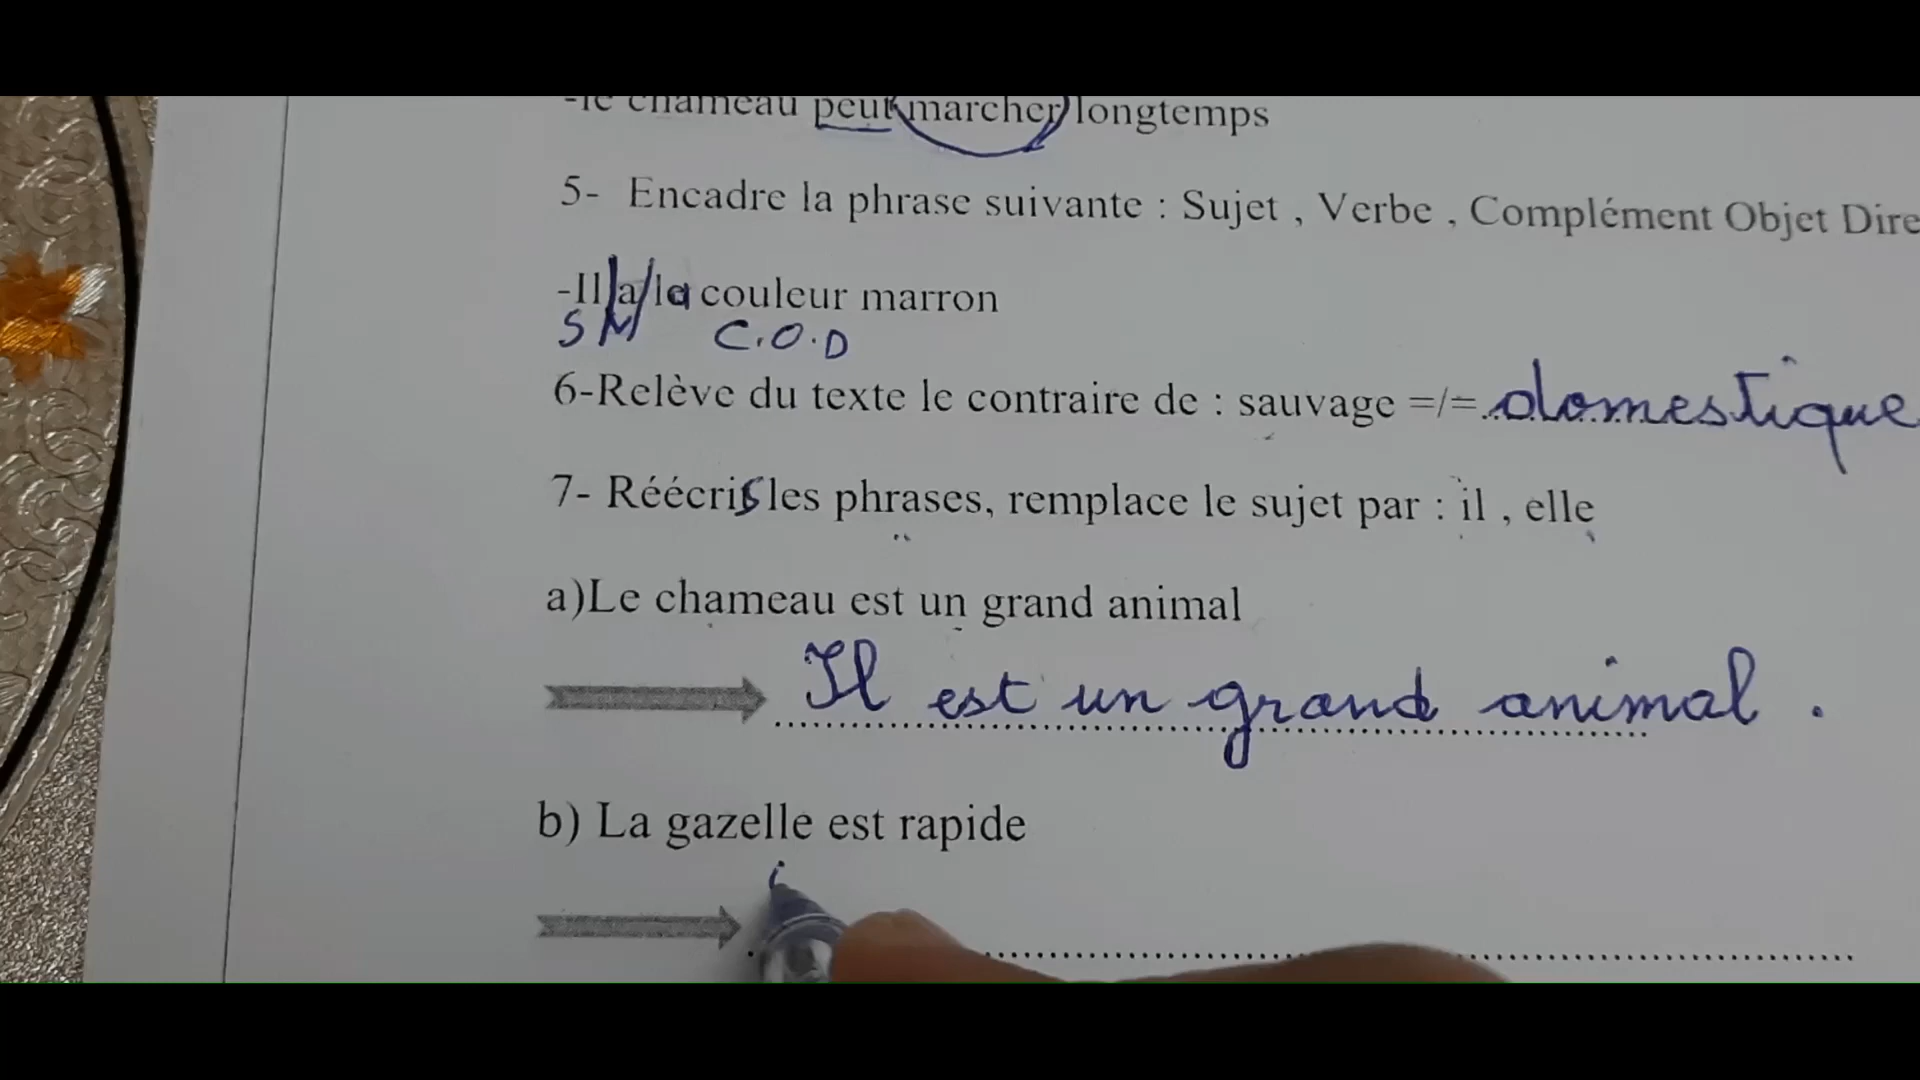 -le chameau peut marcher longtemps
5- Encadre la phrase suivante : Sujet , Verbe , Complément Objet Dire
-Il/a/la couleur marron
S V C.O.D
6-Relève du texte le contraire de : sauvage =/= domestique
7- Réécris les phrases, remplace le sujet par : il , elle
a)Le chameau est un grand animal
Il est un grand animal .
b) La gazelle est rapide